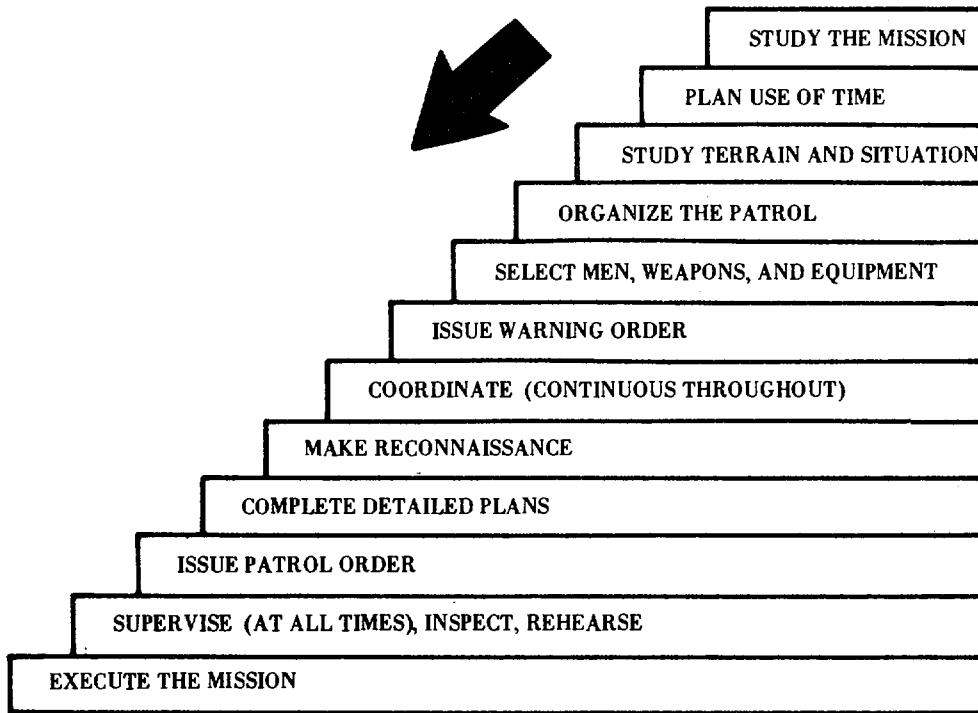 STUDY THE MISSION
PLAN USE OF TIME
STUDY TERRAIN AND SITUATION
ORGANIZE THE PATROL
SELECT MEN, WEAPONS, AND EQUIPMENT
ISSUE WARNING ORDER
COORDINATE (CONTINUOUS THROUGHOUT)
MAKE RECONNAISSANCE
COMPLETE DETAILED PLANS
ISSUE PATROL ORDER
SUPERVISE (AT ALL TIMES), INSPECT, REHEARSE
EXECUTE THE MISSION